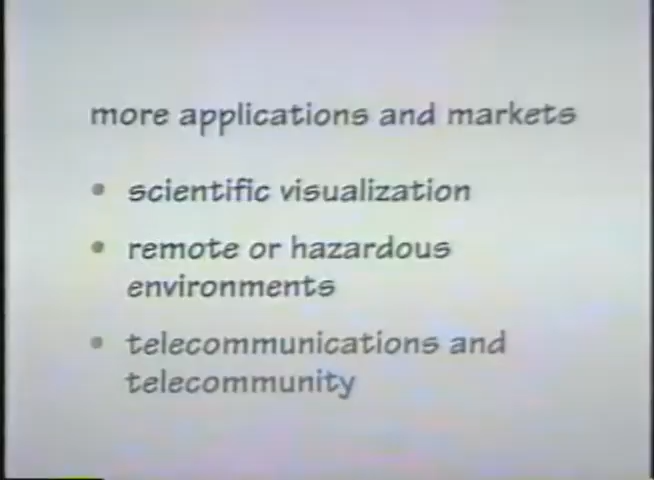 more applications and markets
• scientific visualization
• remote or hazardous
environments
• telecommunications and
telecommunity